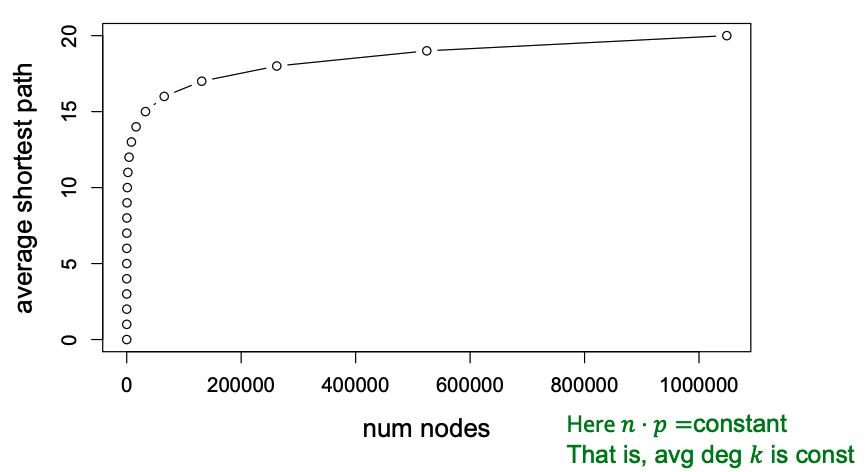 average shortest path
20
15
10
5
0
0 200000 400000 600000 800000 1000000
num nodes
Here n · p =constant
That is, avg deg k is const